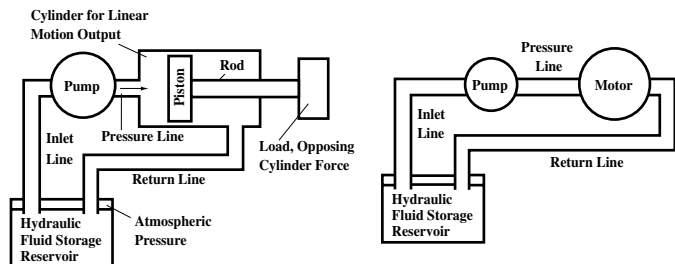 Cylinder for Linear
Motion Output
Pump
Piston
Rod
Pressure Line
Inlet
Line
Load, Opposing
Cylinder Force
Return Line
Atmospheric
Pressure
Hydraulic
Fluid Storage
Reservoir
Pressure
Line
Pump
Motor
Inlet
Line
Return Line
Hydraulic
Fluid Storage
Reservoir